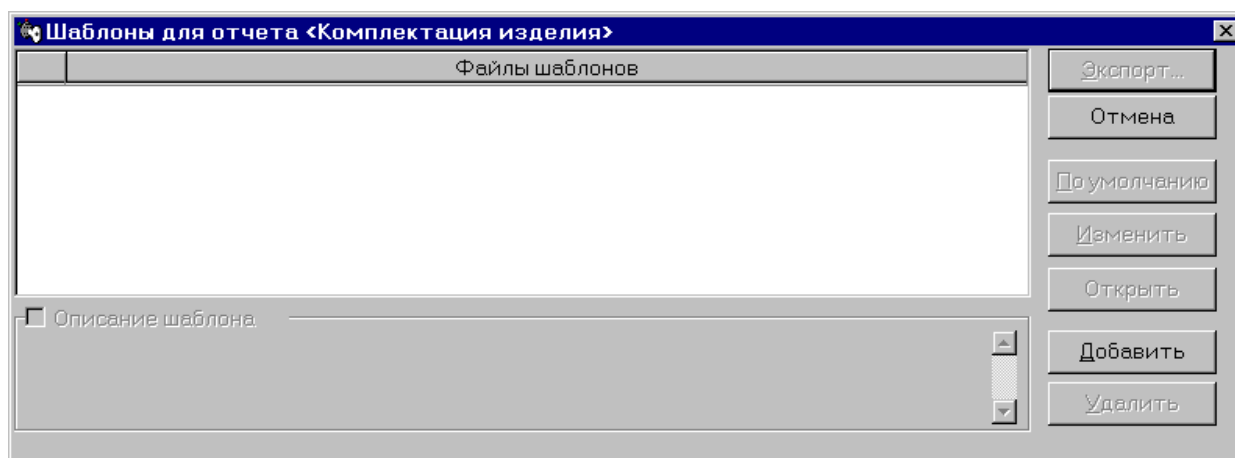 Шаблоны для отчета <Комплектация изделия>
Файлы шаблонов
Экспорт...
Отмена
По умолчанию
Изменить
Открыть
Описание шаблона
Добавить
Удалить